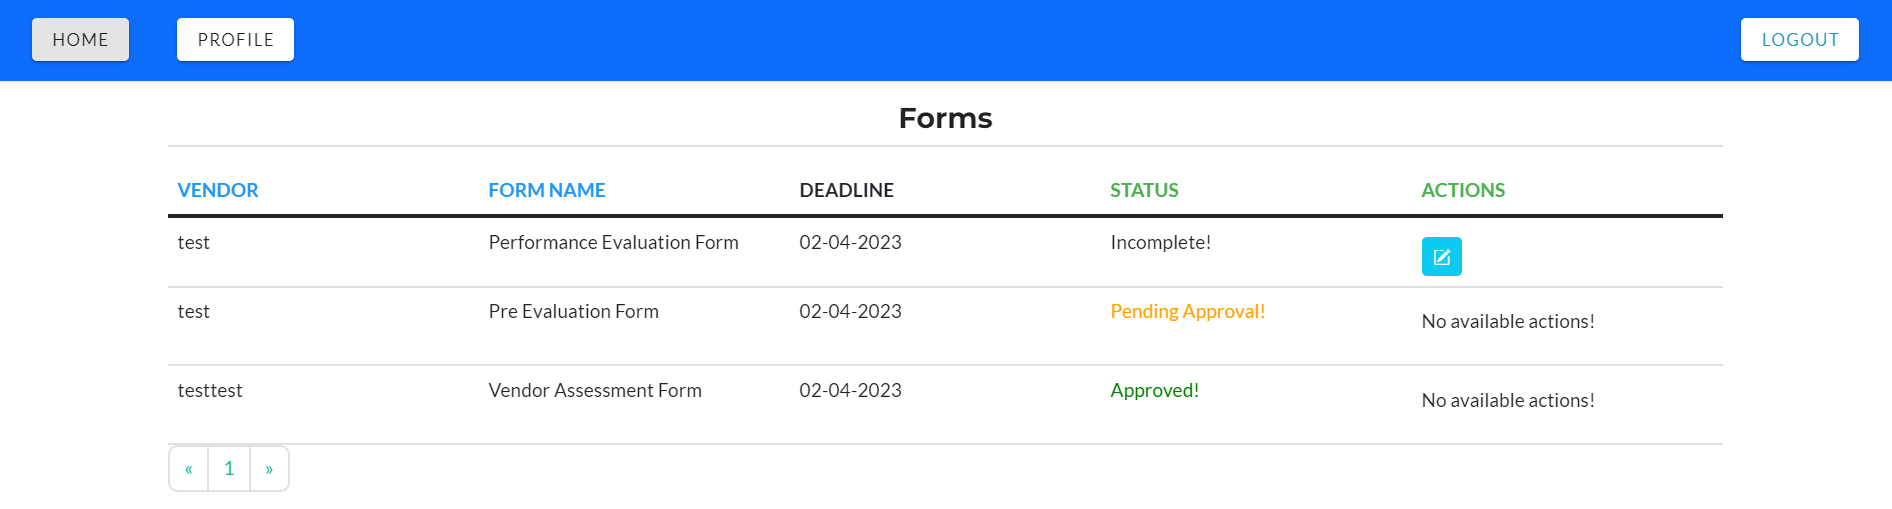 HOME PROFILE LOGOUT
Forms
VENDOR FORM NAME DEADLINE STATUS ACTIONS
test Performance Evaluation Form 02-04-2023 Incomplete!
test Pre Evaluation Form 02-04-2023 Pending Approval! No available actions!
testtest Vendor Assessment Form 02-04-2023 Approved! No available actions!
« 1 »